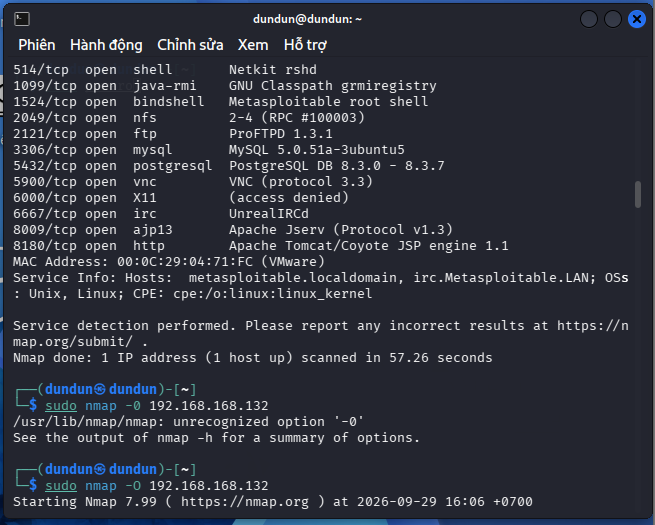 dundun@dundun: ~
Phiên Hành động Chỉnh sửa Xem Hỗ trợ
514/tcp open shell Netkit rshd
1099/tcp open java-rmi GNU Classpath grmiregistry
1524/tcp open bindshell Metasploitable root shell
2049/tcp open nfs 2-4 (RPC #100003)
2121/tcp open ftp ProFTPD 1.3.1
3306/tcp open mysql MySQL 5.0.51a-3ubuntu5
5432/tcp open postgresql PostgreSQL DB 8.3.0 - 8.3.7
5900/tcp open vnc VNC (protocol 3.3)
6000/tcp open X11 (access denied)
6667/tcp open irc UnrealIRCd
8009/tcp open ajp13 Apache Jserv (Protocol v1.3)
8180/tcp open http Apache Tomcat/Coyote JSP engine 1.1
MAC Address: 00:0C:29:04:71:FC (VMware)
Service Info: Hosts:  metasploitable.localdomain, irc.Metasploitable.LAN; OSs
: Unix, Linux; CPE: cpe:/o:linux:linux_kernel
Service detection performed. Please report any incorrect results at https://n
map.org/submit/ .
Nmap done: 1 IP address (1 host up) scanned in 57.26 seconds
┌──(dundun㉿dundun)-[~]
└─$ sudo nmap -0 192.168.168.132
/usr/lib/nmap/nmap: unrecognized option '-0'
See the output of nmap -h for a summary of options.
┌──(dundun㉿dundun)-[~]
└─$ sudo nmap -O 192.168.168.132
Starting Nmap 7.99 ( https://nmap.org ) at 2026-09-29 16:06 +0700